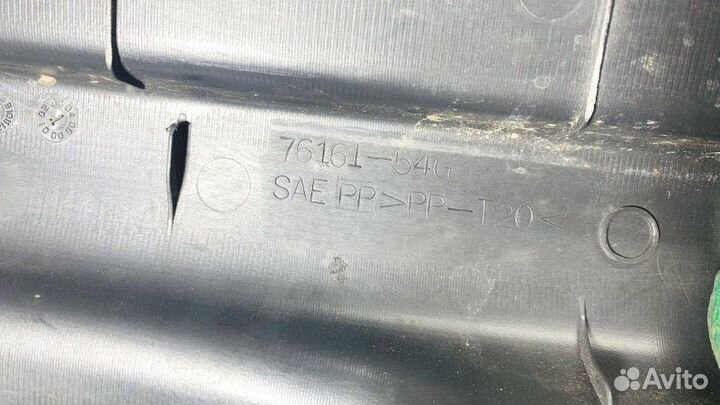 76161-54G
SAE PP >PP-T20<
Avito